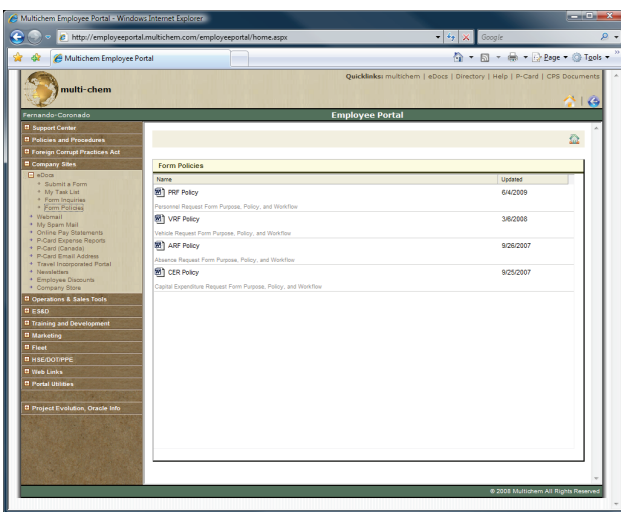 Multichem Employee Portal - Windows Internet Explorer
http://employeeportal.multichem.com/employeeportal/home.aspx
Google
Multichem Employee Portal
Page
Tools
Quicklinks: multichem | eDocs | Directory | Help | P-Card | CPS Documents
multi-chem
Fernando-Coronado
Employee Portal
Support Center
Policies and Procedures
Foreign Corrupt Practices Act
Company Sites
eDocs
Submit a Form
My Task List
Form Inquiries
Form Policies
Webmail
My Spam Mail
Online Pay Statements
P-Card Expense Reports
P-Card (Canada)
P-Card Email Address
Travel Incorporated Portal
Newsletters
Employee Discounts
Company Store
Operations & Sales Tools
ES&D
Training and Development
Marketing
Fleet
HSE/DOT/PPE
Web Links
Portal Utilities
Project Evolution, Oracle Info
Form Policies
Name Updated
PRF Policy 6/4/2009
Personnel Request Form Purpose, Policy, and Workflow
VRF Policy 3/6/2008
Vehicle Request Form Purpose, Policy, and Workflow
ARF Policy 9/26/2007
Absence Request Form Purpose, Policy, and Workflow
CER Policy 9/25/2007
Capital Expenditure Request Form Purpose, Policy, and Workflow
© 2008 Multichem All Rights Reserved